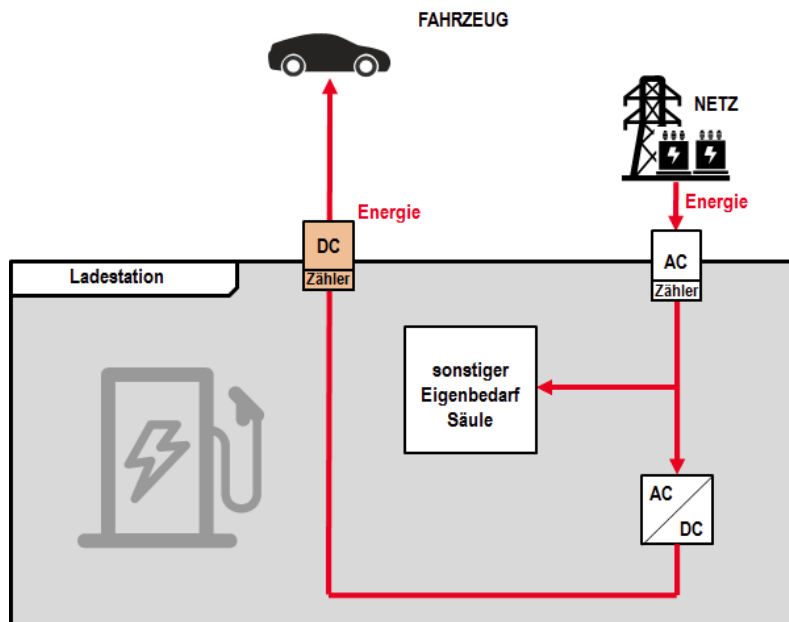 FAHRZEUG
NETZ
Energie
Energie
DC
Zähler
AC
Zähler
Ladestation
sonstiger
Eigenbedarf
Säule
AC
DC